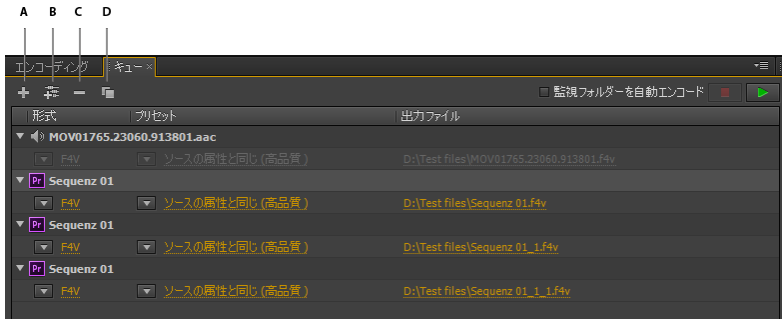 A B C D
エンコーディング キュー ×
監視フォルダーを自動エンコード
形式 プリセット 出力ファイル
MOV01765.23060.913801.aac
F4V ソースの属性と同じ (高品質 ) D:\Test files\MOV01765.23060.913801.f4v
Pr Sequenz 01
F4V ソースの属性と同じ (高品質 ) D:\Test files\Sequenz 01.f4v
Pr Sequenz 01
F4V ソースの属性と同じ (高品質 ) D:\Test files\Sequenz 01_1.f4v
Pr Sequenz 01
F4V ソースの属性と同じ (高品質 ) D:\Test files\Sequenz 01_1_1.f4v